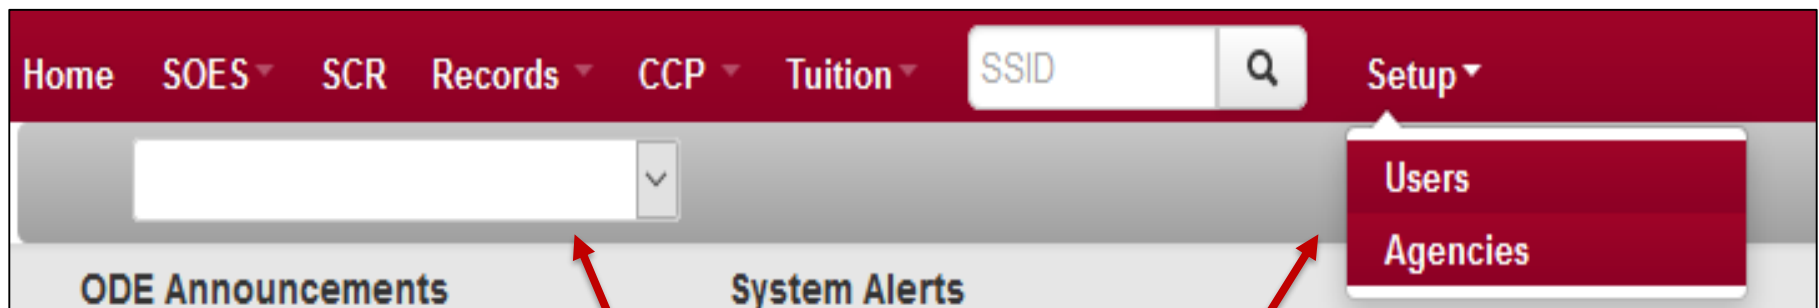 Home SOES SCR Records CCP Tuition SSID Setup
Users
Agencies
ODE Announcements System Alerts